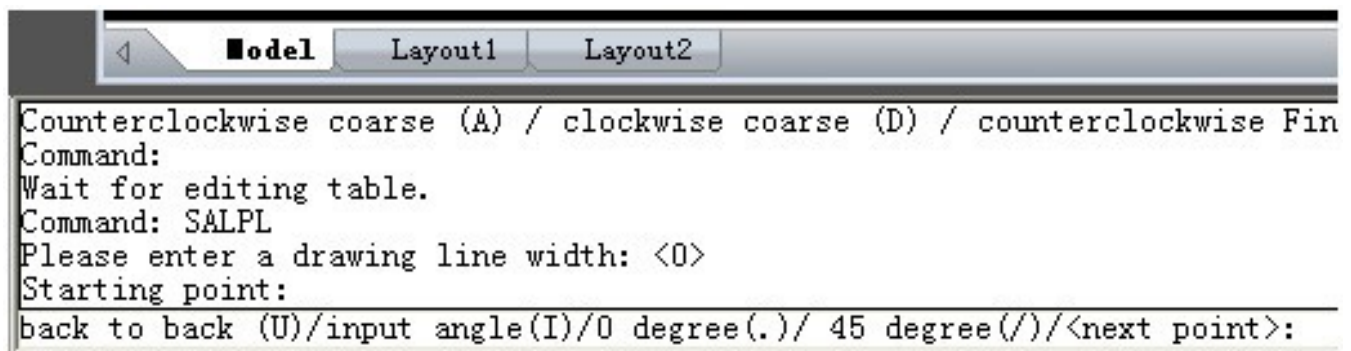 Model Layout1 Layout2
Counterclockwise coarse (A) / clockwise coarse (D) / counterclockwise Fin
Command:
Wait for editing table.
Command: SALPL
Please enter a drawing line width: <0>
Starting point:
back to back (U)/input angle(I)/0 degree(.)/ 45 degree(/)/<next point>: